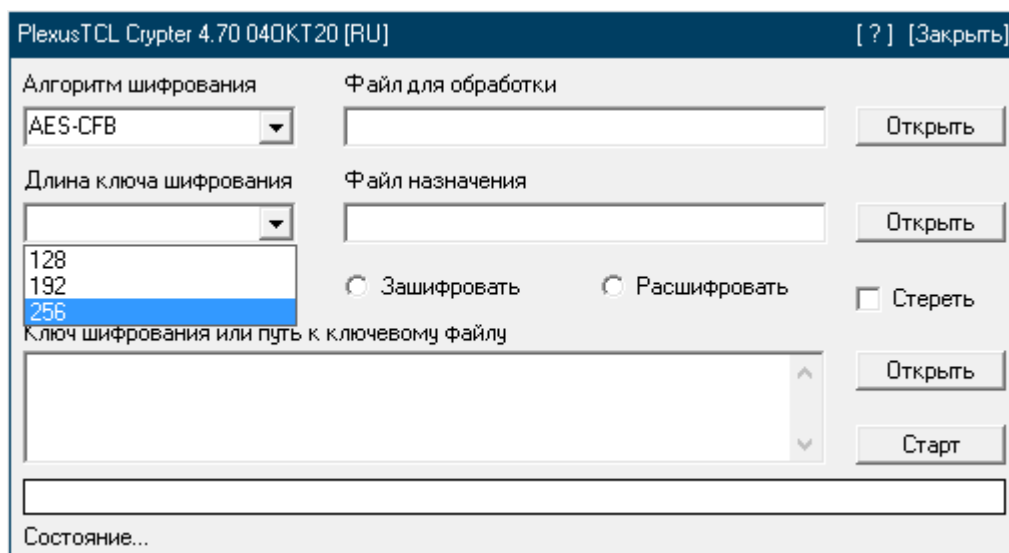 PlexusTCL Crypter 4.70 04OKT20 [RU] [ ? ] [Закрыть]
Алгоритм шифрования Файл для обработки
AES-CFB Открыть
Длина ключа шифрования Файл назначения
Открыть
128
192
256
Зашифровать Расшифровать Стереть
Ключ шифрования или путь к ключевому файлу
Открыть
Старт
Состояние...